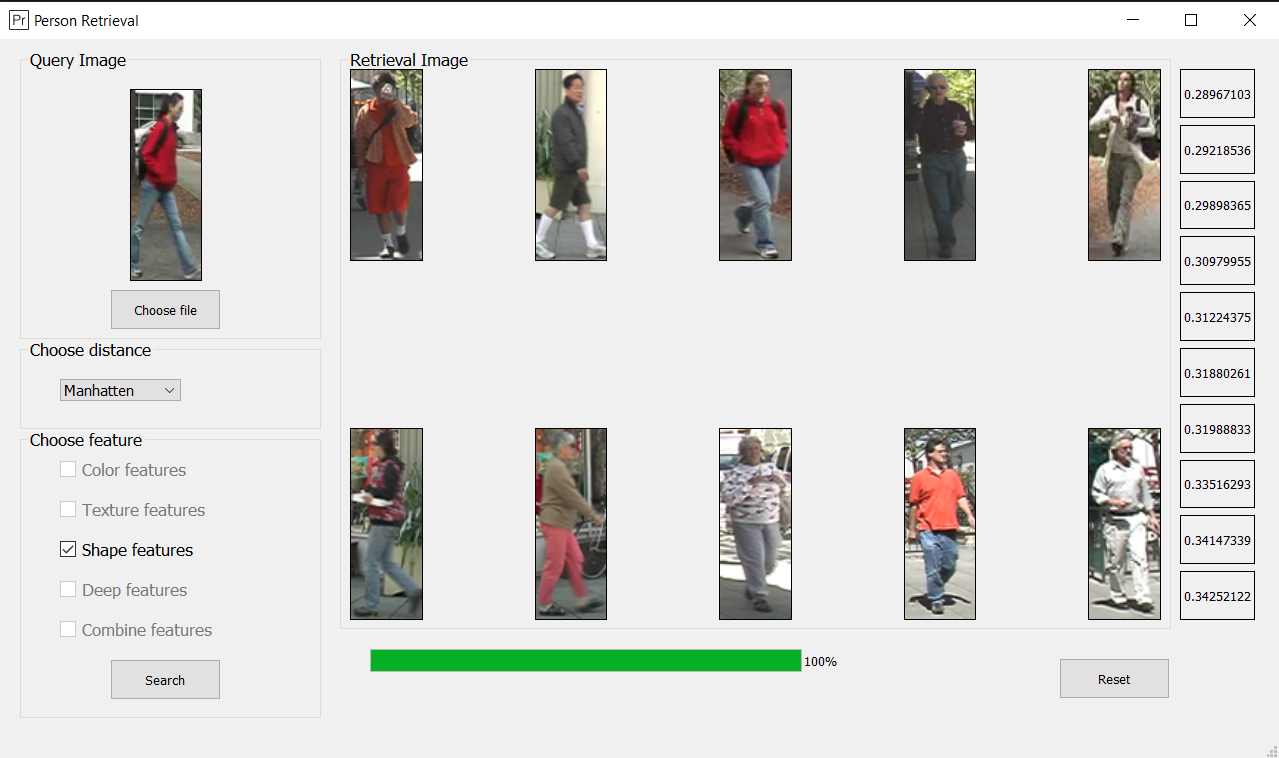 Pr Person Retrieval
Query Image
Choose file
Choose distance
Manhatten
Choose feature
Color features
Texture features
Shape features
Deep features
Combine features
Search
Retrieval Image
0.28967103
0.29218536
0.29898365
0.30979955
0.31224375
0.31880261
0.31988833
0.33516293
0.34147339
0.34252122
100%
Reset